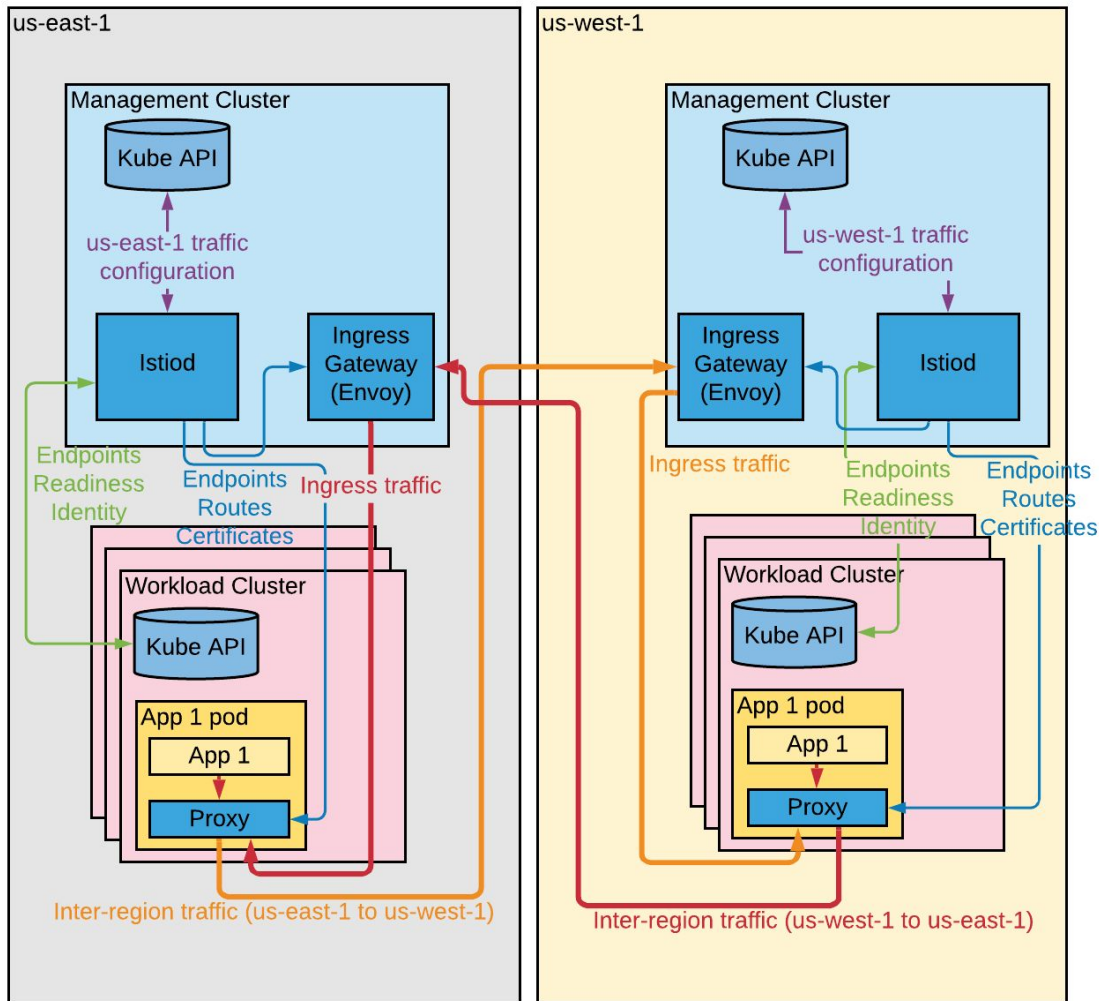 us-east-1
Management Cluster
Kube API
us-east-1 traffic
configuration
Istiod
Ingress
Gateway
(Envoy)
Endpoints
Readiness
Identity
Endpoints
Routes
Certificates
Ingress traffic
Workload Cluster
Kube API
App 1 pod
App 1
Proxy
Inter-region traffic (us-east-1 to us-west-1)
us-west-1
Management Cluster
Kube API
us-west-1 traffic
configuration
Ingress
Gateway
(Envoy)
Istiod
Ingress traffic
Endpoints
Readiness
Identity
Endpoints
Routes
Certificates
Workload Cluster
Kube API
App 1 pod
App 1
Proxy
Inter-region traffic (us-west-1 to us-east-1)